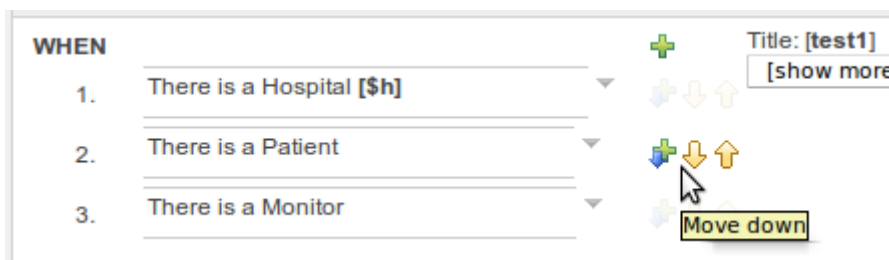 WHEN
Title: [test1]
1. There is a Hospital [$h]
[show more
2. There is a Patient
3. There is a Monitor
Move down